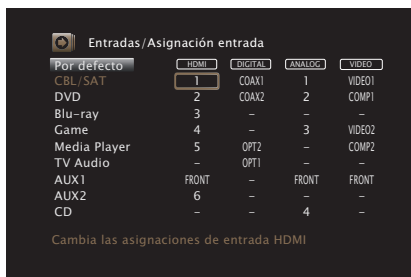 Entradas/Asignación entrada
Por defecto HDMI DIGITAL ANALOG VIDEO
CBL/SAT 1 COAX1 1 VIDEO1
DVD 2 COAX2 2 COMP1
Blu-ray 3 – – –
Game 4 – 3 VIDEO2
Media Player 5 OPT2 – COMP2
TV Audio – OPT1 – –
AUX1 FRONT – FRONT FRONT
AUX2 6 – – –
CD – – 4 –
Cambia las asignaciones de entrada HDMI